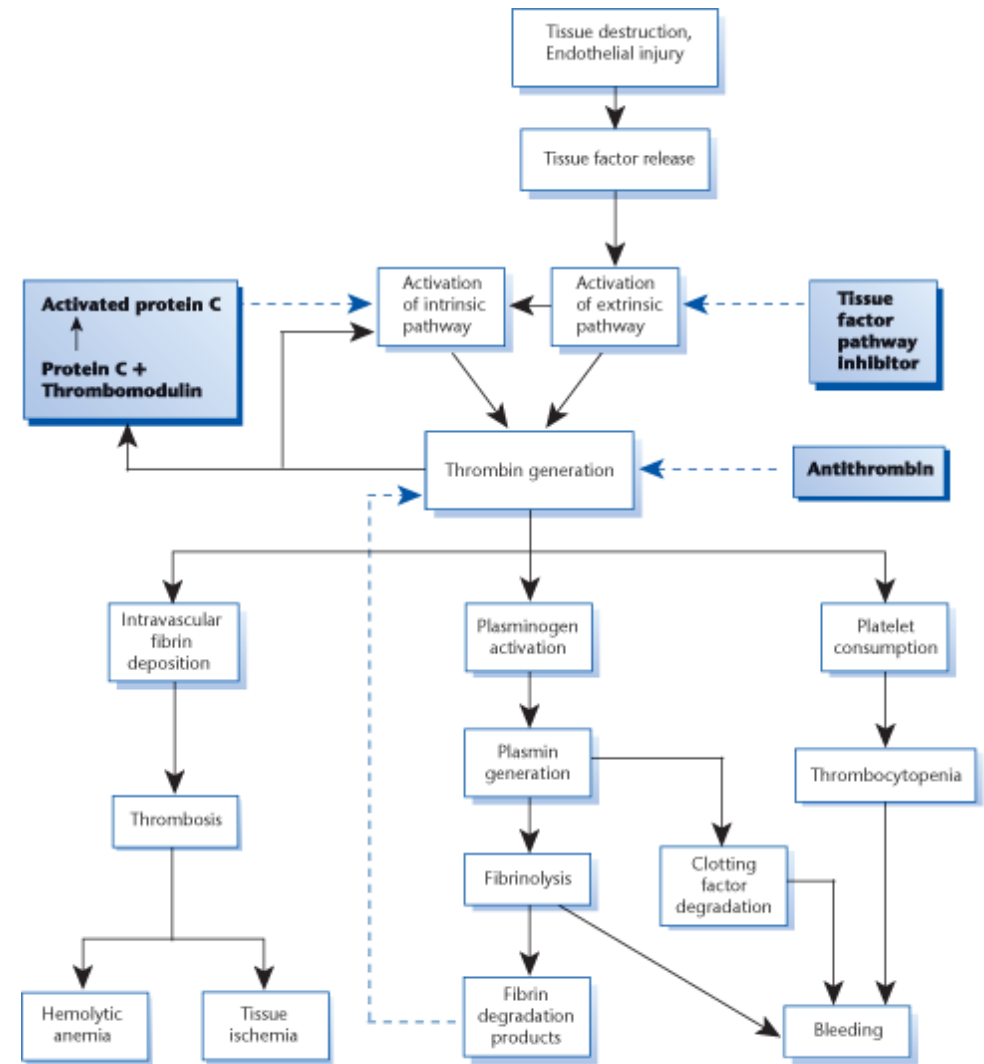 Tissue destruction,
Endothelial injury
Tissue factor release
Activation
of intrinsic
pathway
Activation
of extrinsic
pathway
Activated protein C
Protein C +
Thrombomodulin
Tissue
factor
pathway
inhibitor
Thrombin generation
Antithrombin
Intravascular
fibrin
deposition
Plasminogen
activation
Platelet
consumption
Plasmin
generation
Thrombocytopenia
Thrombosis
Fibrinolysis
Clotting
factor
degradation
Hemolytic
anemia
Tissue
ischemia
Fibrin
degradation
products
Bleeding